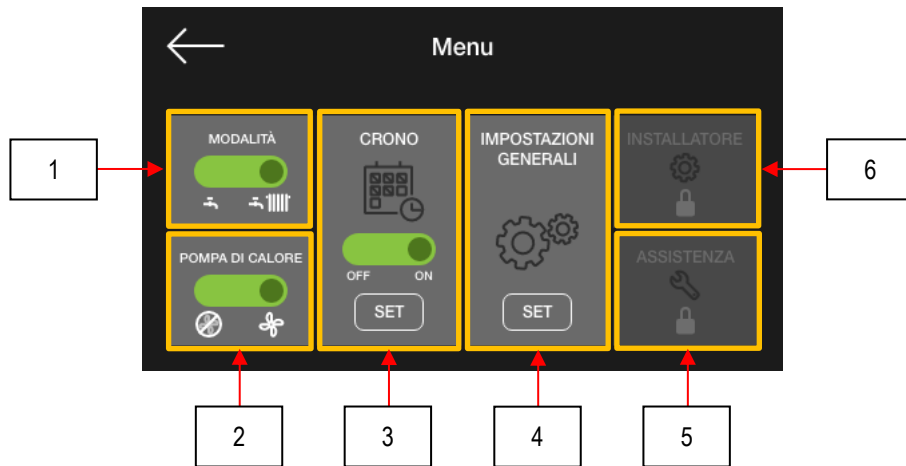 Menu
MODALITÀ
POMPA DI CALORE
CRONO
OFF ON
SET
IMPOSTAZIONI
GENERALI
SET
INSTALLATORE
ASSISTENZA
1
2
3
4
5
6